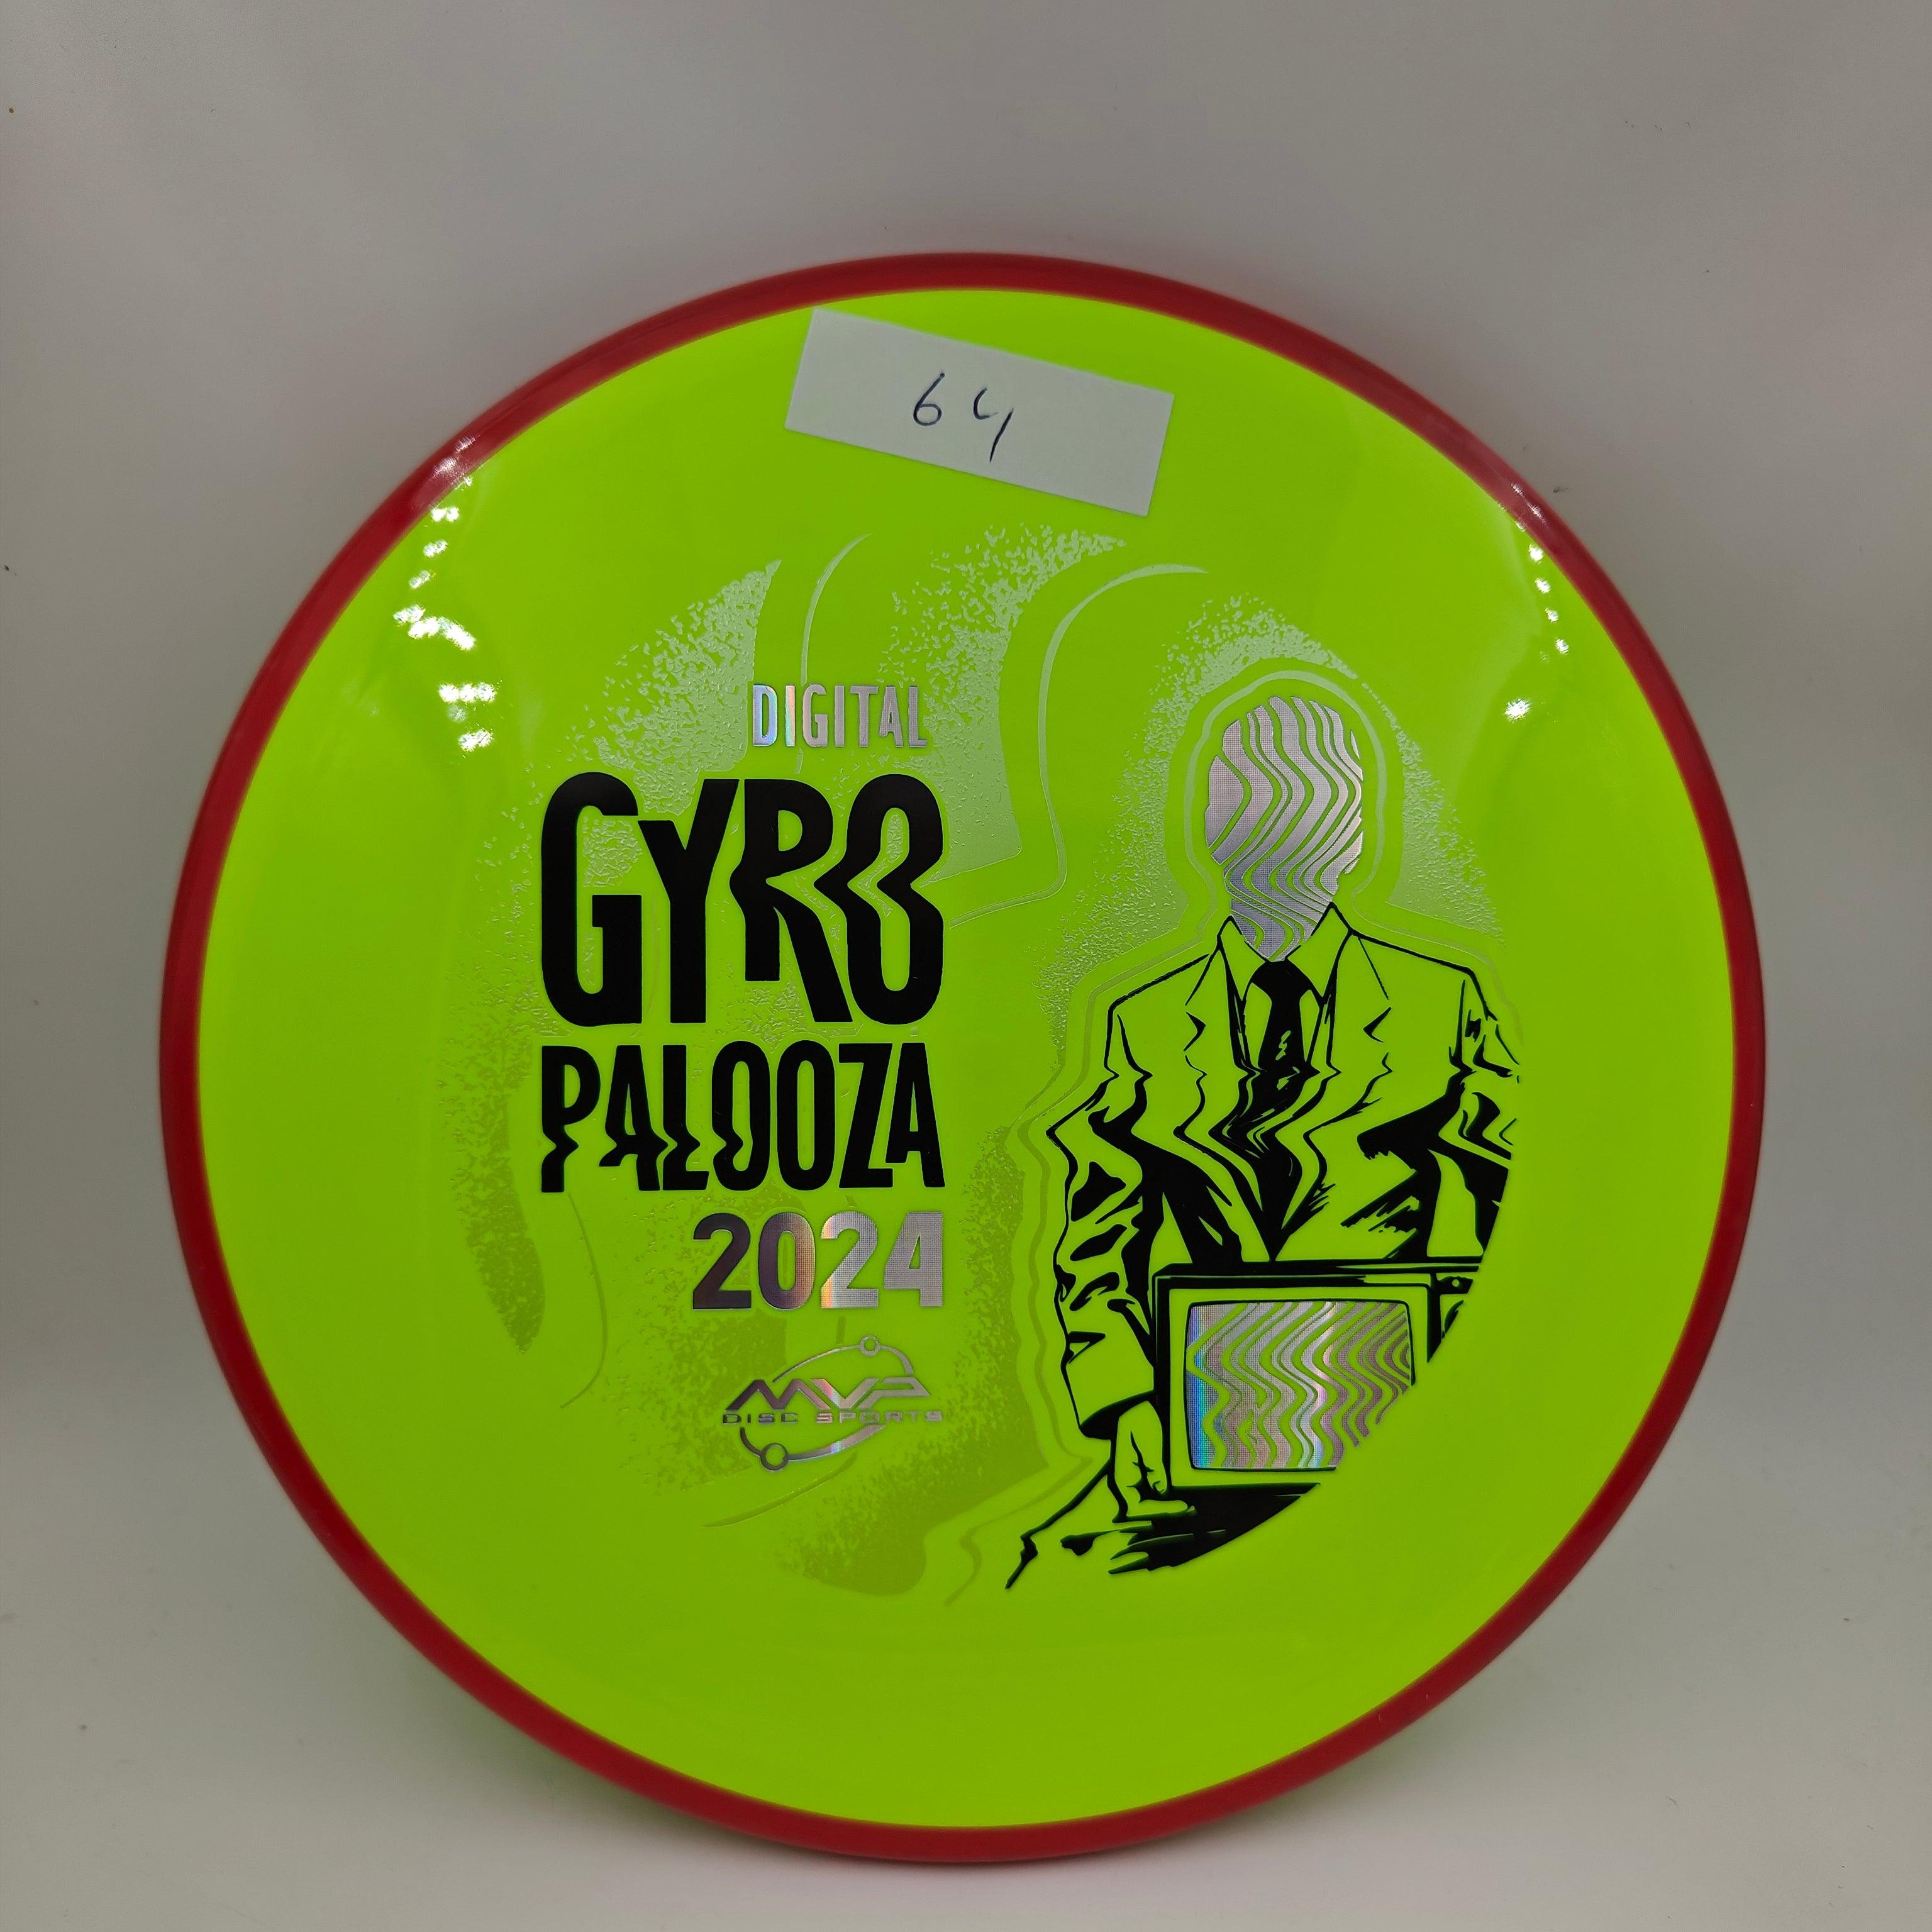 64
DIGITAL
GYRO
PALOOZA
2024
MVP
DISC SPORTS